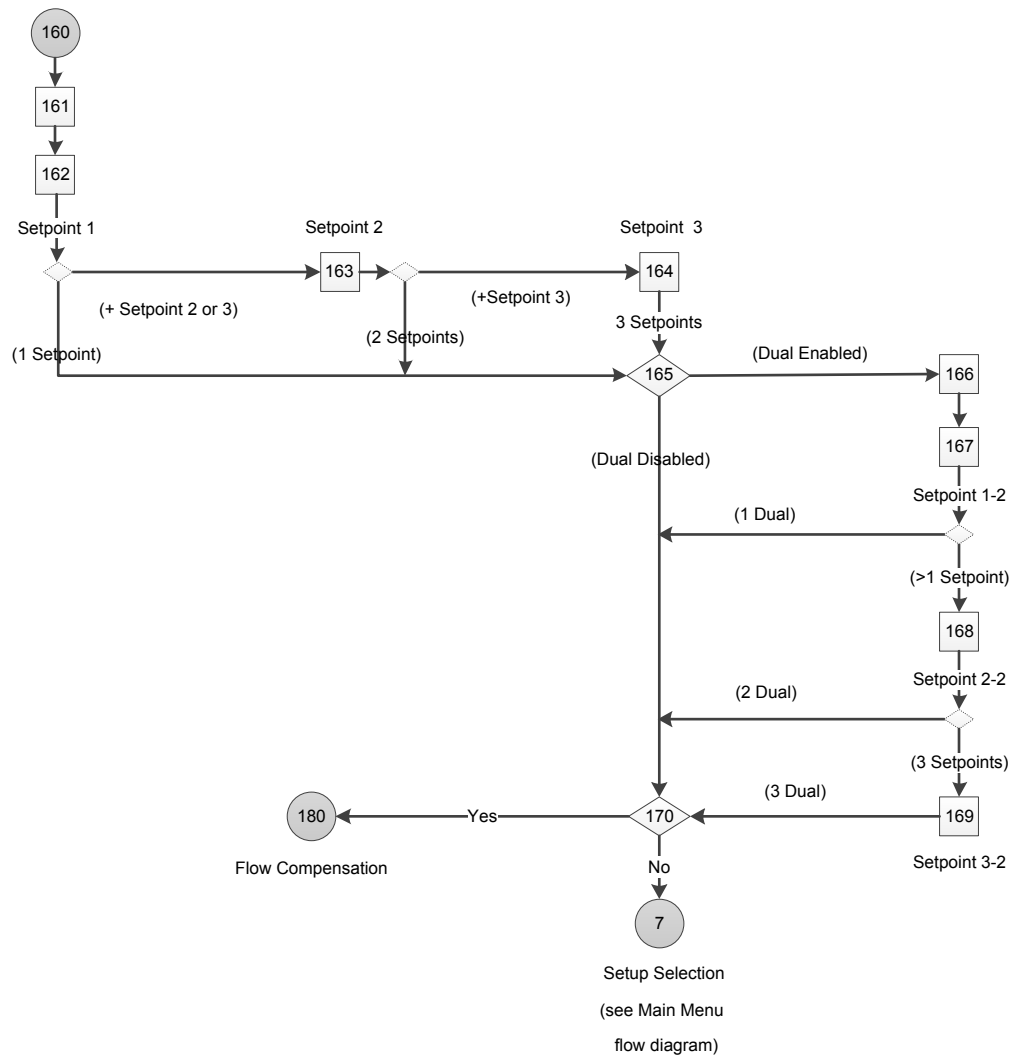 160
161
162
Setpoint 1
Setpoint 2
Setpoint  3
163
164
(+ Setpoint 2 or 3)
(+Setpoint 3)
(1 Setpoint)
(2 Setpoints)
3 Setpoints
(Dual Enabled)
165
166
167
(Dual Disabled)
Setpoint 1-2
(1 Dual)
(>1 Setpoint)
168
Setpoint 2-2
(2 Dual)
(3 Setpoints)
(3 Dual)
180
Yes
170
169
Flow Compensation
No
Setpoint 3-2
7
Setup Selection
(see Main Menu
flow diagram)